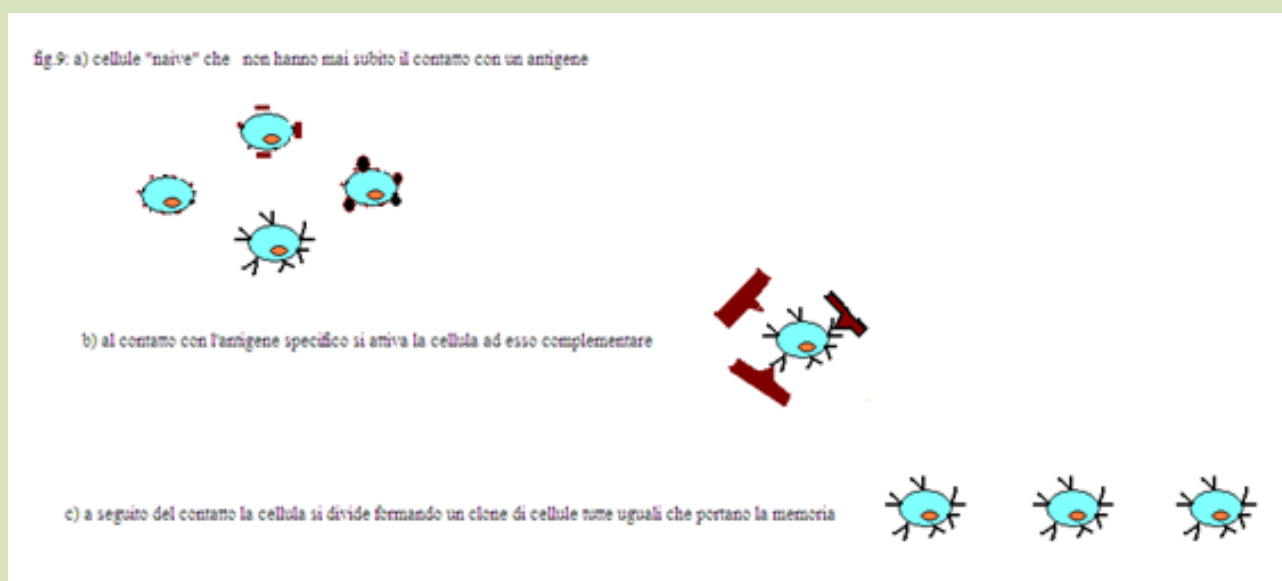 fig.9: a) cellule "naive" che non hanno mai subito il contatto con un antigene
b) al contatto con l'antigene specifico si attiva la cellula ad esso complementare
c) a seguito del contatto la cellula si divide formando un clone di cellule tutte uguali che portano la memoria